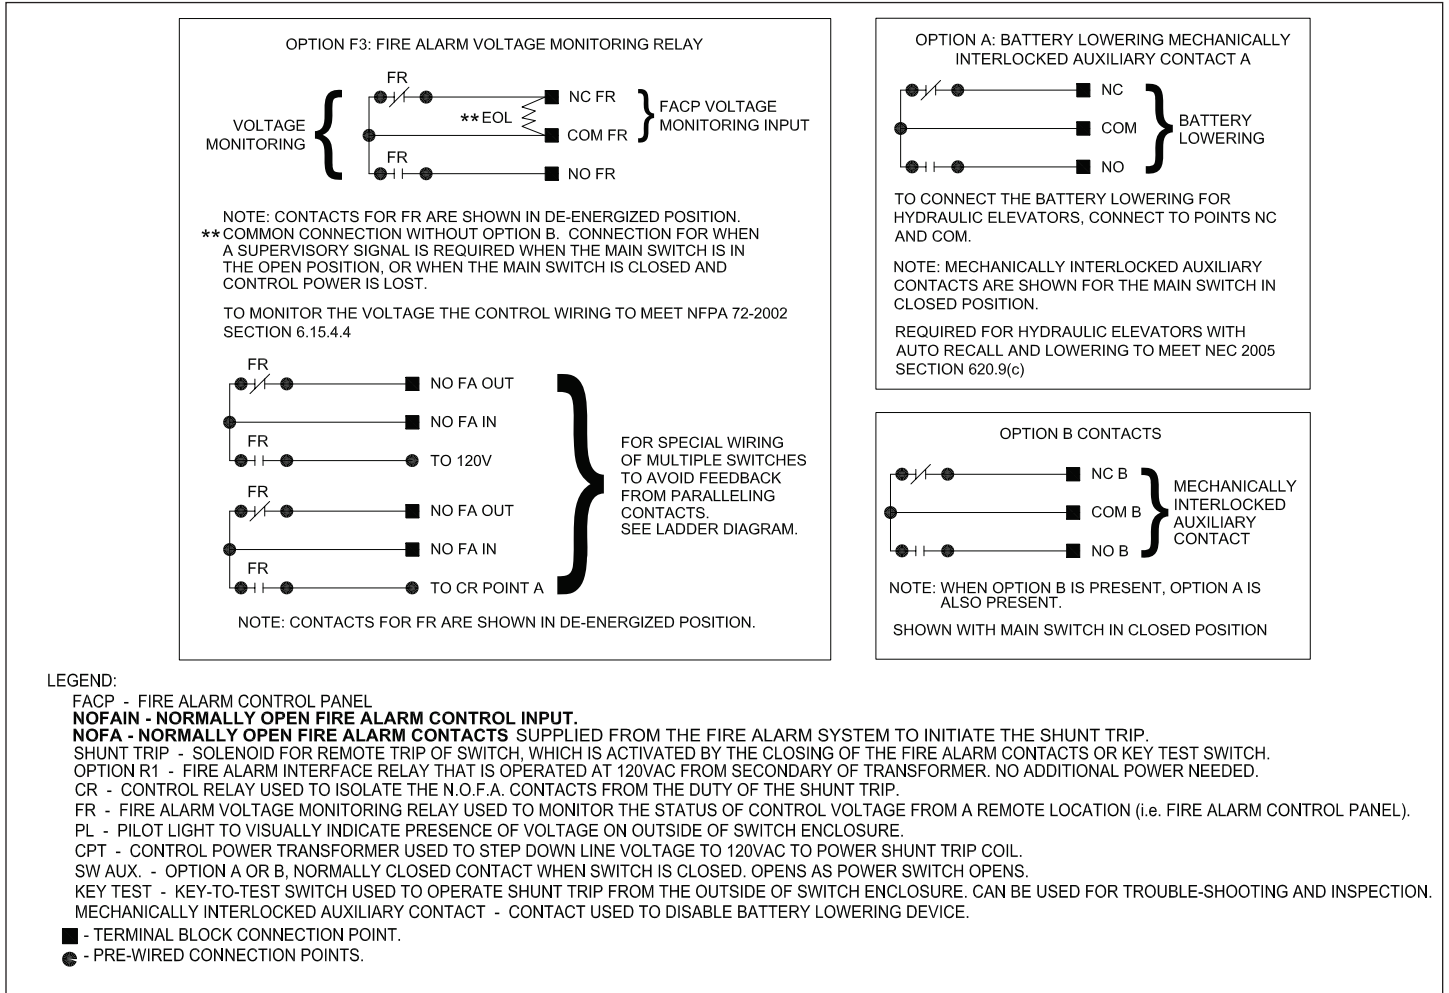 OPTION F3: FIRE ALARM VOLTAGE MONITORING RELAY
FR
NC FR
**EOL
FACP VOLTAGE
MONITORING INPUT
VOLTAGE
MONITORING
COM FR
FR
NO FR
NOTE: CONTACTS FOR FR ARE SHOWN IN DE-ENERGIZED POSITION.
** COMMON CONNECTION WITHOUT OPTION B. CONNECTION FOR WHEN
A SUPERVISORY SIGNAL IS REQUIRED WHEN THE MAIN SWITCH IS IN
THE OPEN POSITION, OR WHEN THE MAIN SWITCH IS CLOSED AND
CONTROL POWER IS LOST.
TO MONITOR THE VOLTAGE THE CONTROL WIRING TO MEET NFPA 72-2002
SECTION 6.15.4.4
FR
NO FA OUT
NO FA IN
FR
TO 120V
FR
NO FA OUT
NO FA IN
FR
TO CR POINT A
FOR SPECIAL WIRING
OF MULTIPLE SWITCHES
TO AVOID FEEDBACK
FROM PARALLELING
CONTACTS.
SEE LADDER DIAGRAM.
NOTE: CONTACTS FOR FR ARE SHOWN IN DE-ENERGIZED POSITION.
OPTION A: BATTERY LOWERING MECHANICALLY
INTERLOCKED AUXILIARY CONTACT A
NC
COM
NO
BATTERY
LOWERING
TO CONNECT THE BATTERY LOWERING FOR
HYDRAULIC ELEVATORS, CONNECT TO POINTS NC
AND COM.
NOTE: MECHANICALLY INTERLOCKED AUXILIARY
CONTACTS ARE SHOWN FOR THE MAIN SWITCH IN
CLOSED POSITION.
REQUIRED FOR HYDRAULIC ELEVATORS WITH
AUTO RECALL AND LOWERING TO MEET NEC 2005
SECTION 620.9(c)
OPTION B CONTACTS
NC B
COM B
NO B
MECHANICALLY
INTERLOCKED
AUXILIARY
CONTACT
NOTE: WHEN OPTION B IS PRESENT, OPTION A IS
ALSO PRESENT.
SHOWN WITH MAIN SWITCH IN CLOSED POSITION
LEGEND:
FACP - FIRE ALARM CONTROL PANEL
NOFAIN - NORMALLY OPEN FIRE ALARM CONTROL INPUT.
NOFA - NORMALLY OPEN FIRE ALARM CONTACTS SUPPLIED FROM THE FIRE ALARM SYSTEM TO INITIATE THE SHUNT TRIP.
SHUNT TRIP - SOLENOID FOR REMOTE TRIP OF SWITCH, WHICH IS ACTIVATED BY THE CLOSING OF THE FIRE ALARM CONTACTS OR KEY TEST SWITCH.
OPTION R1 - FIRE ALARM INTERFACE RELAY THAT IS OPERATED AT 120VAC FROM SECONDARY OF TRANSFORMER. NO ADDITIONAL POWER NEEDED.
CR - CONTROL RELAY USED TO ISOLATE THE N.O.F.A. CONTACTS FROM THE DUTY OF THE SHUNT TRIP.
FR - FIRE ALARM VOLTAGE MONITORING RELAY USED TO MONITOR THE STATUS OF CONTROL VOLTAGE FROM A REMOTE LOCATION (i.e. FIRE ALARM CONTROL PANEL).
PL - PILOT LIGHT TO VISUALLY INDICATE PRESENCE OF VOLTAGE ON OUTSIDE OF SWITCH ENCLOSURE.
CPT - CONTROL POWER TRANSFORMER USED TO STEP DOWN LINE VOLTAGE TO 120VAC TO POWER SHUNT TRIP COIL.
SW AUX. - OPTION A OR B, NORMALLY CLOSED CONTACT WHEN SWITCH IS CLOSED. OPENS AS POWER SWITCH OPENS.
KEY TEST - KEY-TO-TEST SWITCH USED TO OPERATE SHUNT TRIP FROM THE OUTSIDE OF SWITCH ENCLOSURE. CAN BE USED FOR TROUBLE-SHOOTING AND INSPECTION.
MECHANICALLY INTERLOCKED AUXILIARY CONTACT - CONTACT USED TO DISABLE BATTERY LOWERING DEVICE.
- TERMINAL BLOCK CONNECTION POINT.
- PRE-WIRED CONNECTION POINTS.